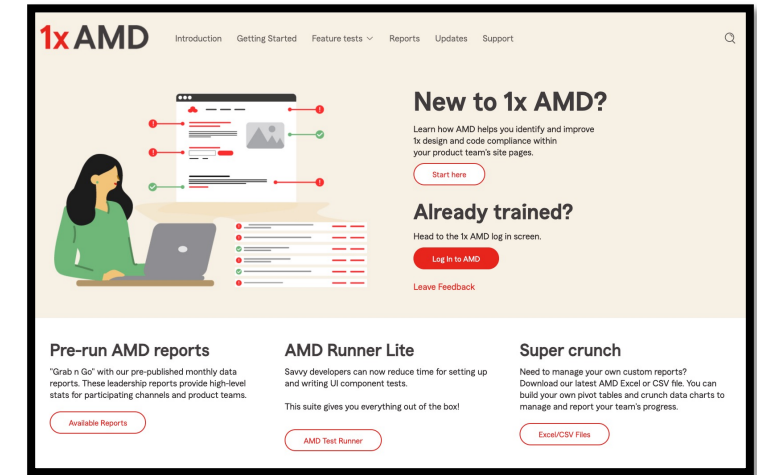 1x AMD
Introduction Getting Started Feature tests Reports Updates Support
New to 1x AMD?
Learn how AMD helps you identify and improve
1x design and code compliance within
your product team's site pages.
Start here
Already trained?
Head to the 1x AMD log in screen.
Log In to AMD
Leave Feedback
Pre-run AMD reports
"Grab n Go" with our pre-published monthly data
reports. These leadership reports provide high-level
stats for participating channels and product teams.
Available Reports
AMD Runner Lite
Savvy developers can now reduce time for setting up
and writing UI component tests.
This suite gives you everything out of the box!
AMD Test Runner
Super crunch
Need to manage your own custom reports?
Download our latest AMD Excel or CSV file. You can
build your own pivot tables and crunch data charts to
manage and report your team's progress.
Excel/CSV Files